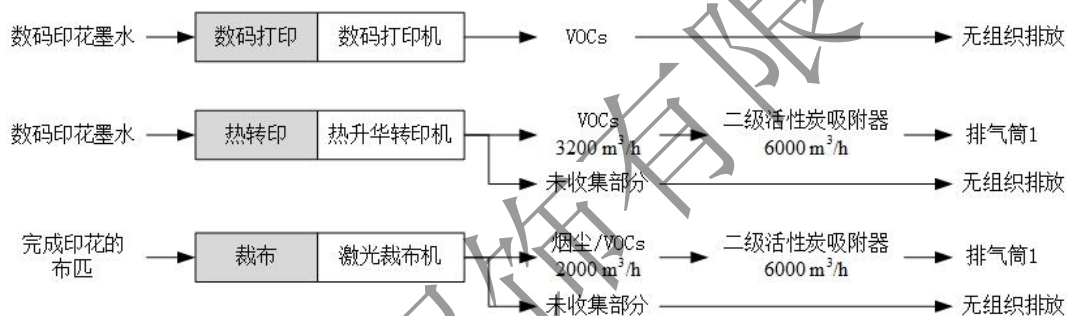 数码印花墨水 数码打印 数码打印机 VOCs 无组织排放
数码印花墨水 热转印 热升华转印机 VOCs 二级活性炭吸附器 排气筒1
3200 m³/h 6000 m³/h
未收集部分 无组织排放
完成印花的 裁布 激光裁布机 烟尘/VOCs 二级活性炭吸附器 排气筒1
布匹 2000 m³/h 6000 m³/h
未收集部分 无组织排放
饰有限